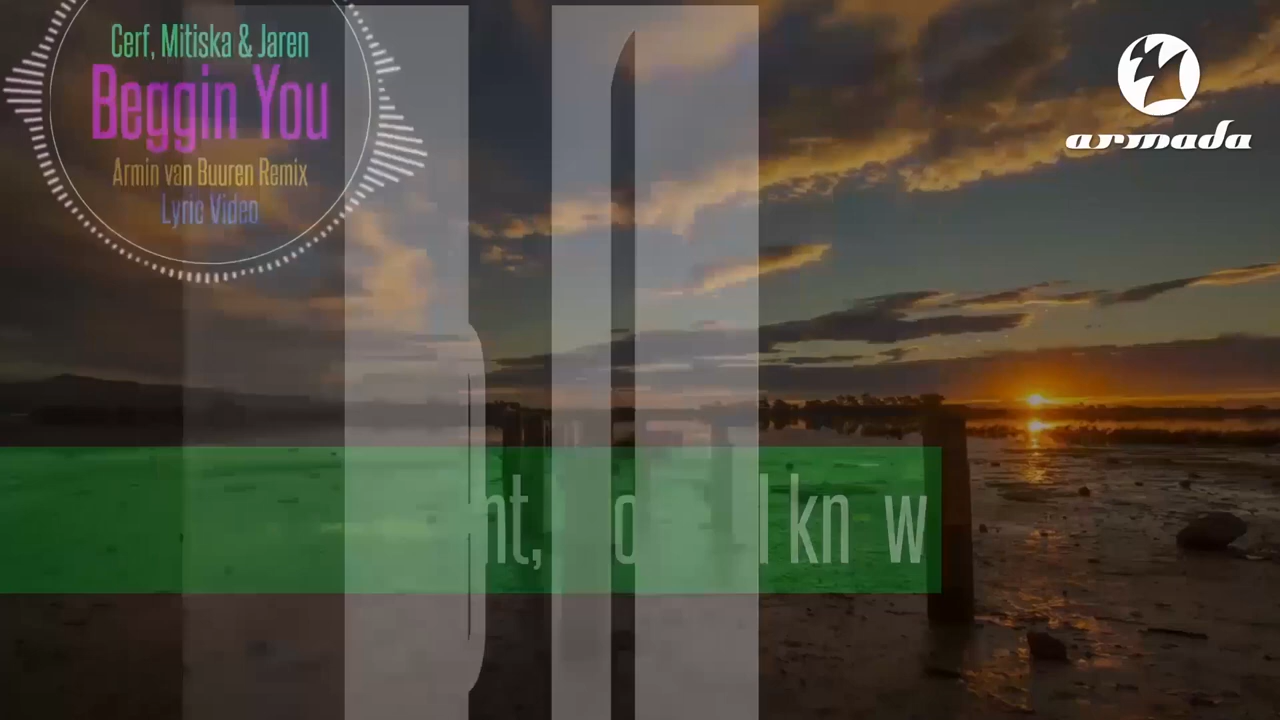 Cerf, Mitiska & Jaren
Beggin You
Armin van Buuren Remix
Lyric Video
armada